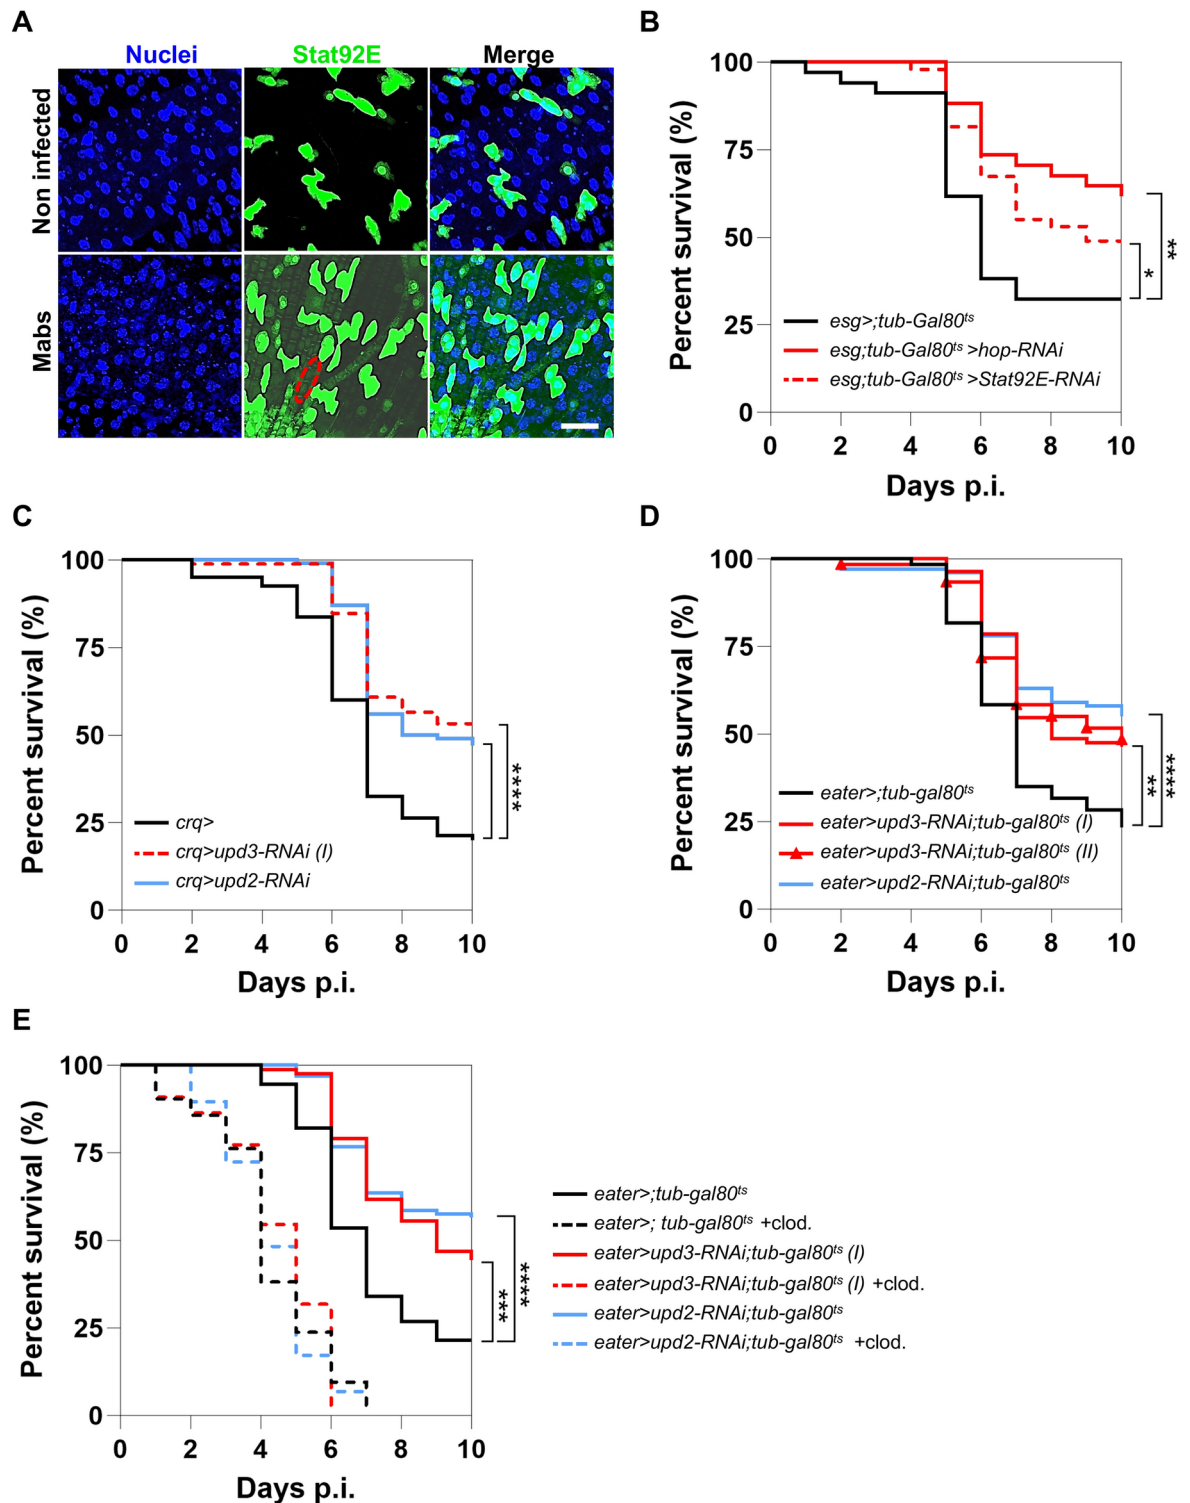 A
Nuclei Stat92E Merge
Non infected
Mabs
B
Percent survival (%)
100
75
50
25
0
esg>;tub-Gal80ts
esg;tub-Gal80ts >hop-RNAi
esg;tub-Gal80ts >Stat92E-RNAi
*
**
0 2 4 6 8 10
Days p.i.
C
Percent survival (%)
100
75
50
25
0
crq>
crq>upd3-RNAi (I)
crq>upd2-RNAi
****
0 2 4 6 8 10
Days p.i.
D
Percent survival (%)
100
75
50
25
0
eater>;tub-gal80ts
eater>upd3-RNAi;tub-gal80ts (I)
eater>upd3-RNAi;tub-gal80ts (II)
eater>upd2-RNAi;tub-gal80ts
**
****
0 2 4 6 8 10
Days p.i.
E
Percent survival (%)
100
75
50
25
0
***
****
0 2 4 6 8 10
Days p.i.
eater>;tub-gal80ts
eater>; tub-gal80ts +clod.
eater>upd3-RNAi;tub-gal80ts (I)
eater>upd3-RNAi;tub-gal80ts (I) +clod.
eater>upd2-RNAi;tub-gal80ts
eater>upd2-RNAi;tub-gal80ts +clod.